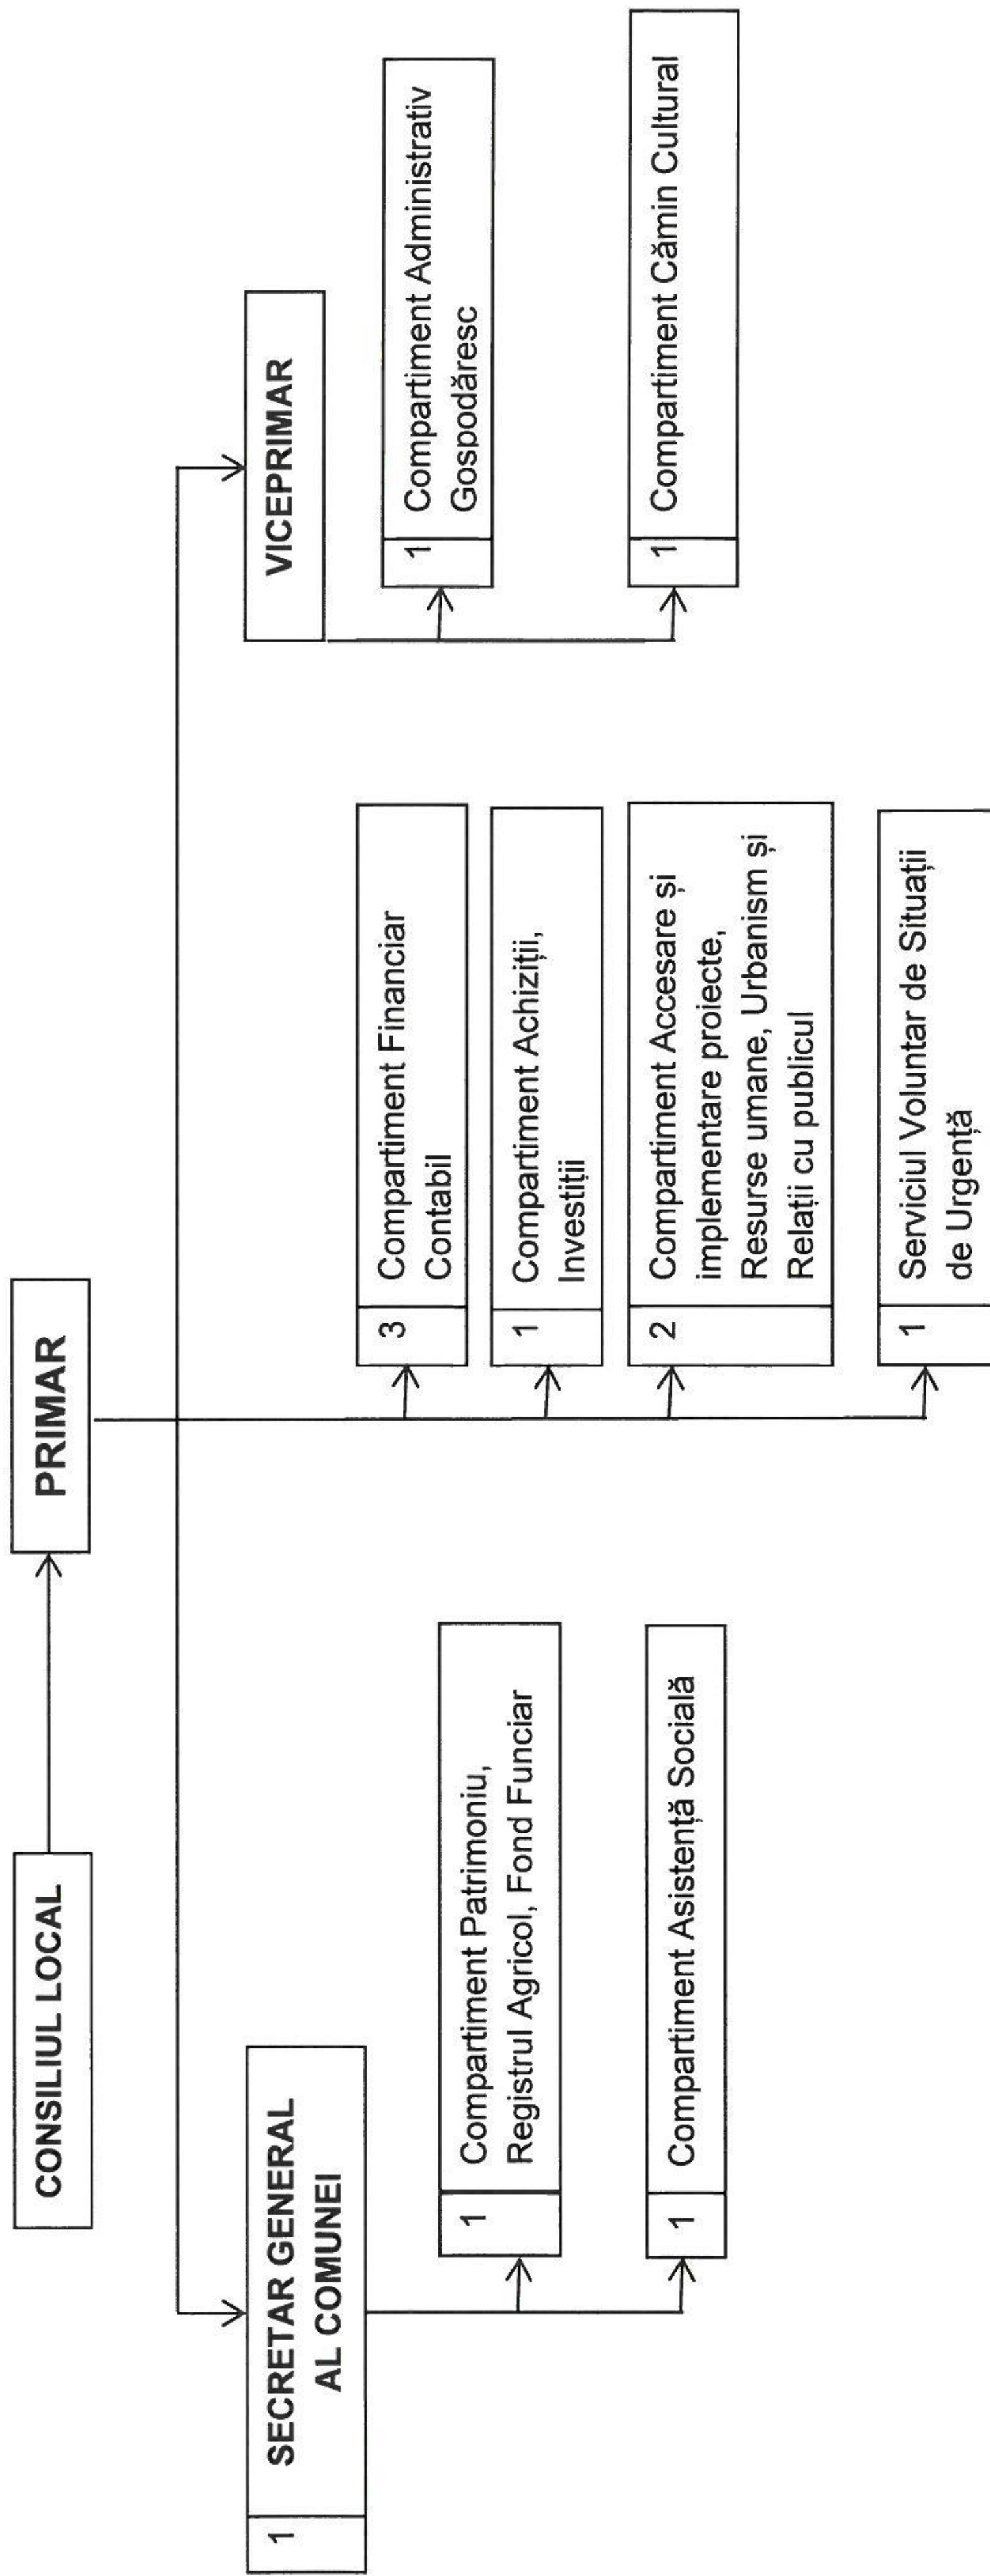 CONSILIUL LOCAL
PRIMAR
1
SECRETAR GENERAL
AL COMUNEI
1
Compartiment Patrimoniu,
Registrul Agricol, Fond Funciar
1
Compartiment Asistență Socială
3
Compartiment Financiar
Contabil
1
Compartiment Achiziții,
Investiții
2
Compartiment Accesare și
implementare proiecte,
Resurse umane, Urbanism și
Relații cu publicul
1
Serviciul Voluntar de Situații
de Urgență
VICEPRIMAR
1
Compartiment Administrativ
Gospodăresc
1
Compartiment Cămin Cultural